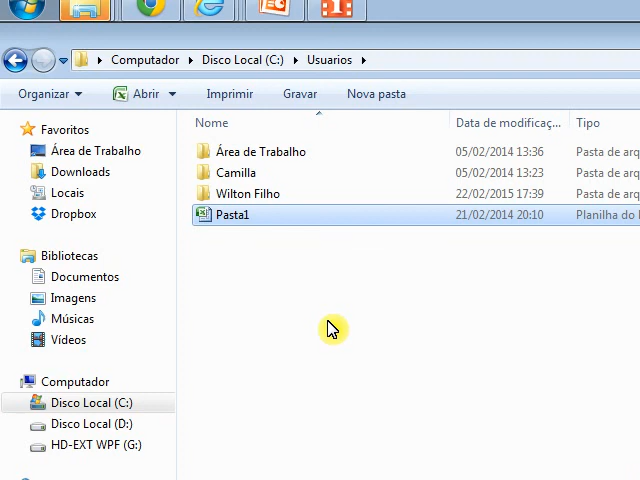 Computador Disco Local (C:) Usuarios
Organizar Abrir Imprimir Gravar Nova pasta
Nome Data de modificaç... Tipo
Favoritos
Área de Trabalho
Downloads
Locais
Dropbox
Bibliotecas
Documentos
Imagens
Músicas
Vídeos
Computador
Disco Local (C:)
Disco Local (D:)
HD-EXT WPF (G:)
Área de Trabalho 05/02/2014 13:36 Pasta de arq
Camilla 05/02/2014 13:23 Pasta de arq
Wilton Filho 22/02/2015 17:39 Pasta de arq
Pasta1 21/02/2014 20:10 Planilha do